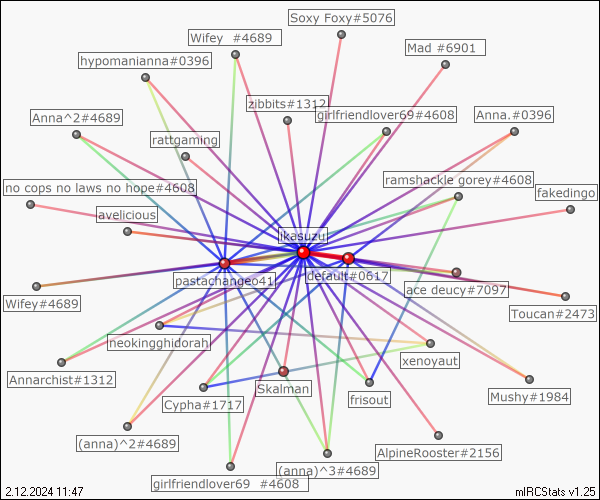 Soxy Foxy#5076
Wifey  #4689
Mad #6901
hypomanianna#0396
zibbits#1312
Anna^2#4689
girlfriendlover69#4608
Anna.#0396
rattgaming
no cops no laws no hope#4608
ramshackle gorey#4608
fakedingo
avelicious
ikasuzu
pastachange041
default#0617
ace deucy#7097
Wifey#4689
Toucan#2473
neokingghidorah
xenoyaut
Annarchist#1312
Skalman
Cypha#1717
frisout
Mushy#1984
(anna)^2#4689
AlpineRooster#2156
(anna)^3#4689
girlfriendlover69  #4608
2.12.2024 11:47
mIRCStats v1.25